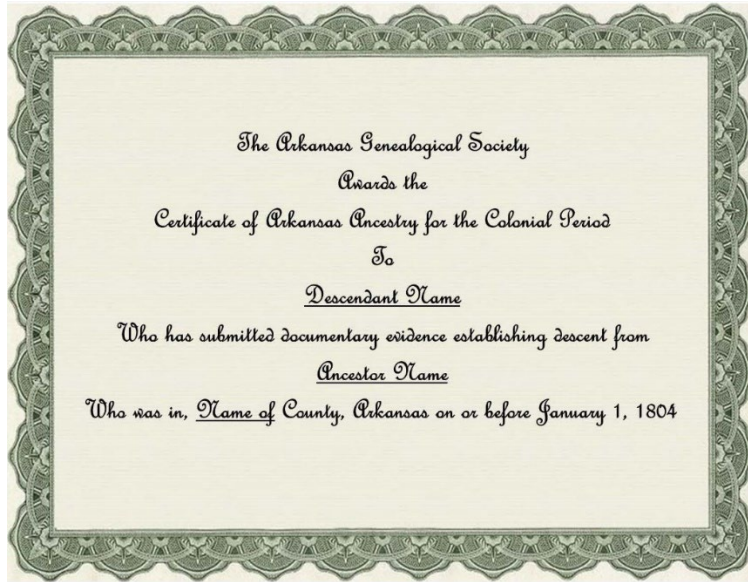 The Arkansas Genealogical Society
Awards the
Certificate of Arkansas Ancestry for the Colonial Period
To
Descendant Name
Who has submitted documentary evidence establishing descent from
Ancestor Name
Who was in, Name of County, Arkansas on or before January 1, 1804